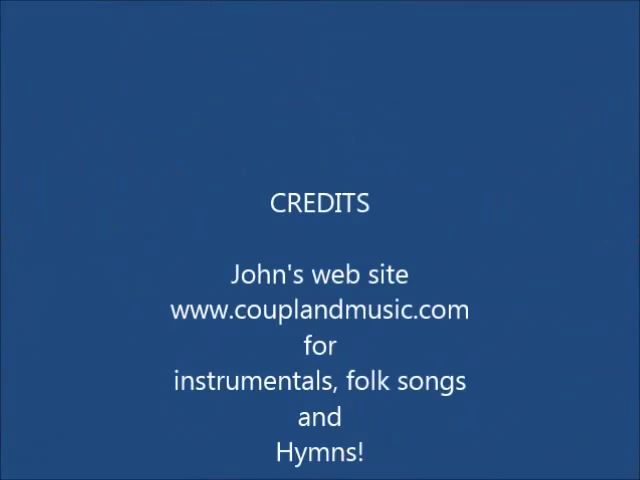 CREDITS
John's web site
www.couplandmusic.com
for
instrumentals, folk songs
and
Hymns!